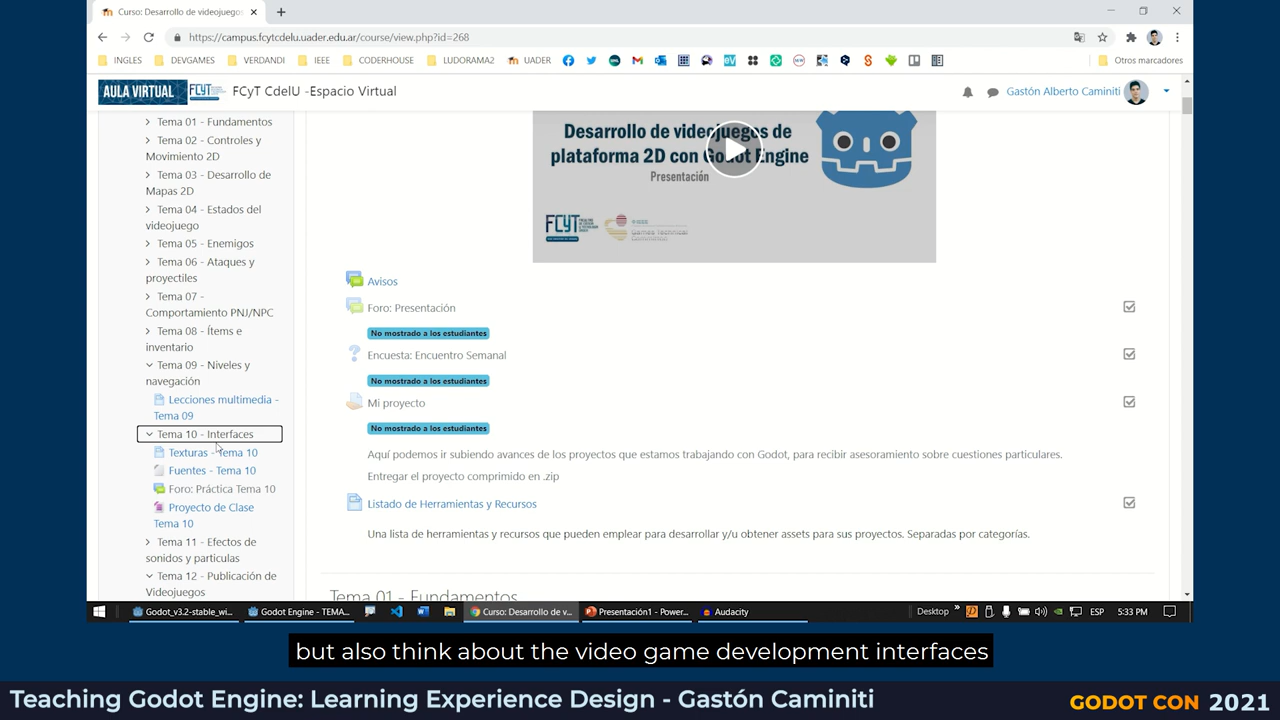 Curso: Desarrollo de videojuegos
https://campus.fcytcdelu.uader.edu.ar/course/view.php?id=268
INGLES
DEVGAMES
VERDANDI
IEEE
CODERHOUSE
LUDORAMA2
UADER
Otros marcadores
AULA VIRTUAL
FCyT
FCyT CdelU -Espacio Virtual
Gastón Alberto Caminiti
Tema 01 - Fundamentos
Tema 02 - Controles y
Movimiento 2D
Tema 03 - Desarrollo de
Mapas 2D
Tema 04 - Estados del
videojuego
Tema 05 - Enemigos
Tema 06 - Ataques y
proyectiles
Tema 07 -
Comportamiento PNJ/NPC
Tema 08 - Ítems e
inventario
Tema 09 - Niveles y
navegación
Lecciones multimedia -
Tema 09
Tema 10 - Interfaces
Texturas - Tema 10
Fuentes - Tema 10
Foro: Práctica Tema 10
Proyecto de Clase
Tema 10
Tema 11 - Efectos de
sonidos y particulas
Tema 12 - Publicación de
Videojuegos
Desarrollo de videojuegos de
plataforma 2D con Godot Engine
Presentación
FCyT
IEEE
Games Technical
Community
Avisos
Foro: Presentación
No mostrado a los estudiantes
Encuesta: Encuentro Semanal
No mostrado a los estudiantes
Mi proyecto
No mostrado a los estudiantes
Aquí podemos ir subiendo avances de los proyectos que estamos trabajando con Godot, para recibir asesoramiento sobre cuestiones particulares.
Entregar el proyecto comprimido en .zip
Listado de Herramientas y Recursos
Una lista de herramientas y recursos que pueden emplear para desarrollar y/u obtener assets para sus proyectos. Separadas por categorías.
Tema 01 - Fundamentos
Godot_v3.2-stable_wi...
Godot Engine - TEMA...
Curso: Desarrollo de v...
Presentación1 - Power...
Audacity
Desktop
ESP
5:33 PM
but also think about the video game development interfaces
Teaching Godot Engine: Learning Experience Design - Gastón Caminiti
GODOT CON 2021